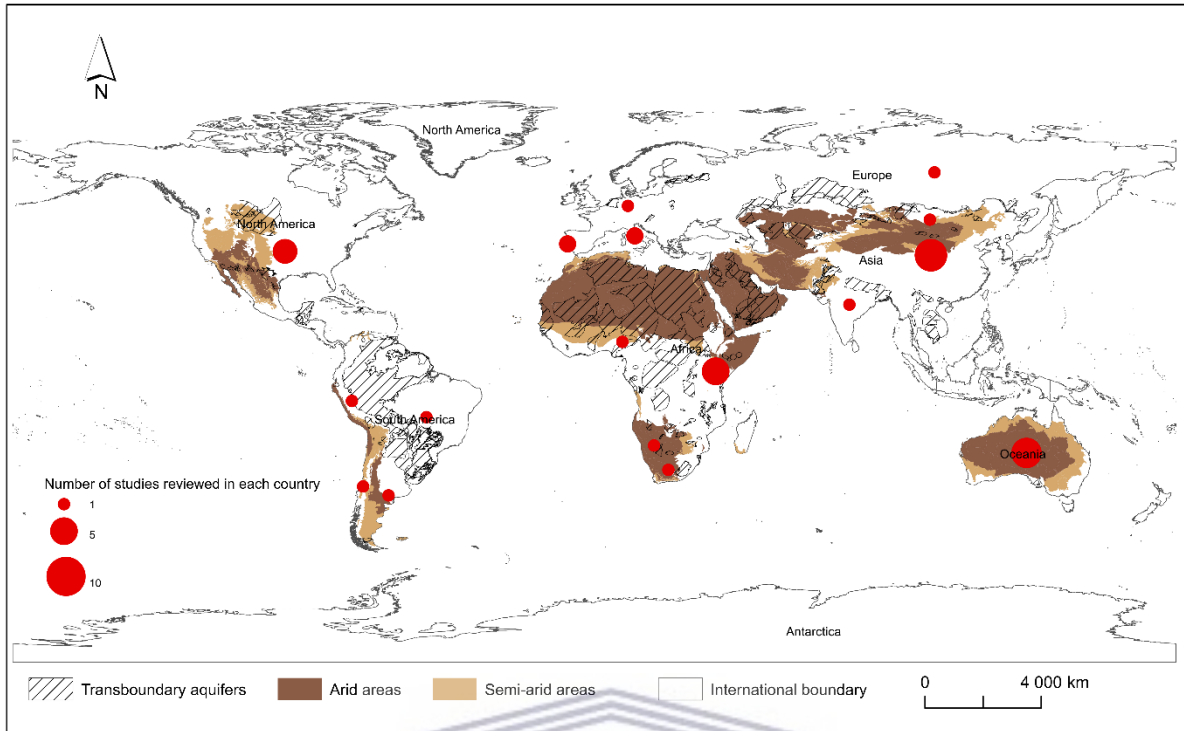 N
North America
Europe
North America
Asia
Africa
South America
Oceania
Number of studies reviewed in each country
1
5
10
Antarctica
Transboundary aquifers
Arid areas
Semi-arid areas
International boundary
0 4 000 km